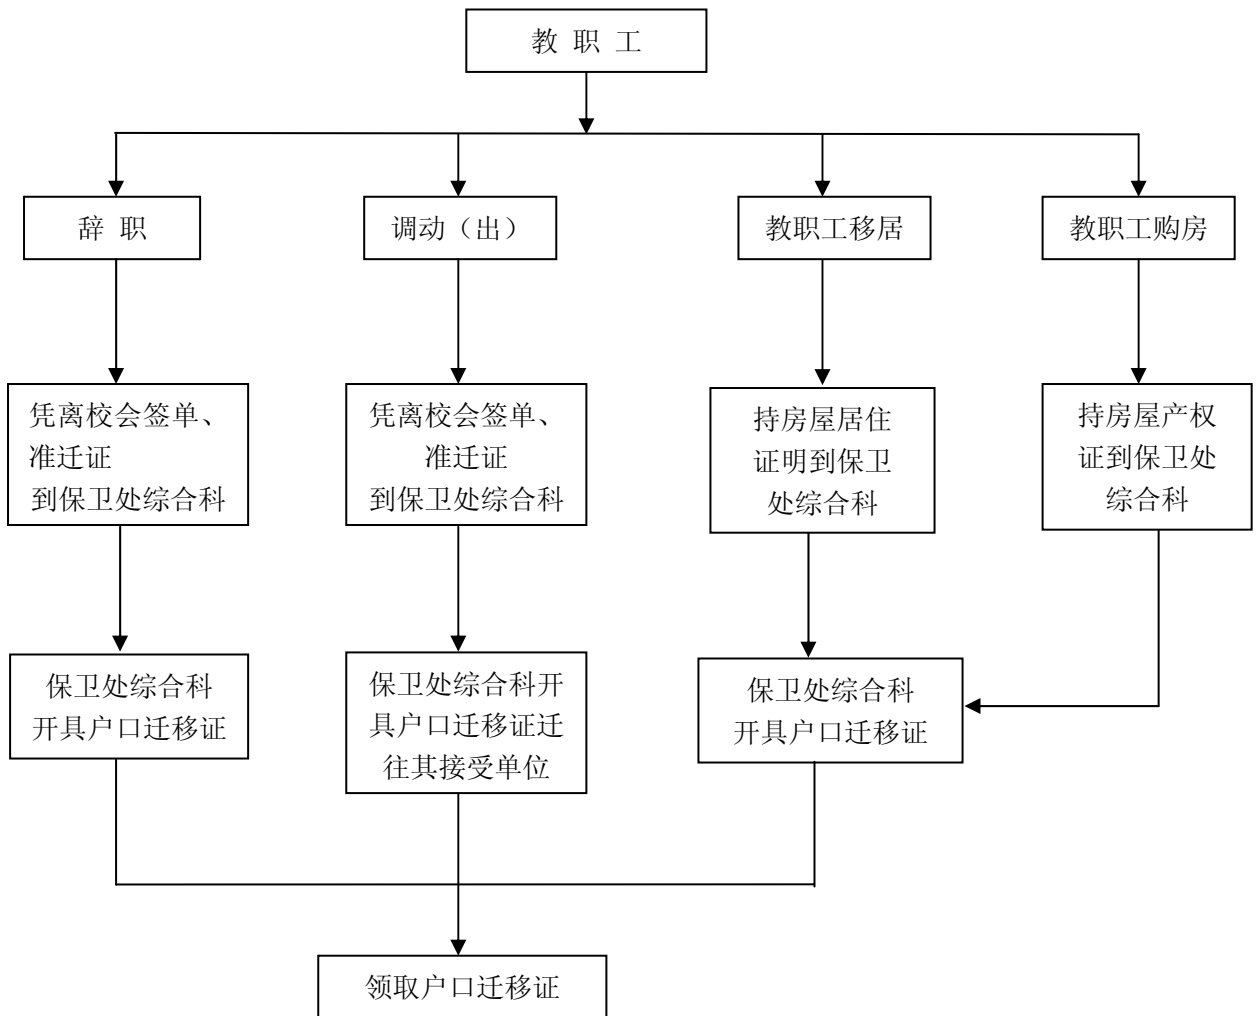 教 职 工
辞 职
调动（出）
教职工移居
教职工购房
凭离校会签单、
准迁证
到保卫处综合科
凭离校会签单、
准迁证
到保卫处综合科
持房屋居住
证明到保卫
处综合科
持房屋产权
证到保卫处
综合科
保卫处综合科
开具户口迁移证
保卫处综合科开
具户口迁移证迁
往其接受单位
保卫处综合科
开具户口迁移证
领取户口迁移证